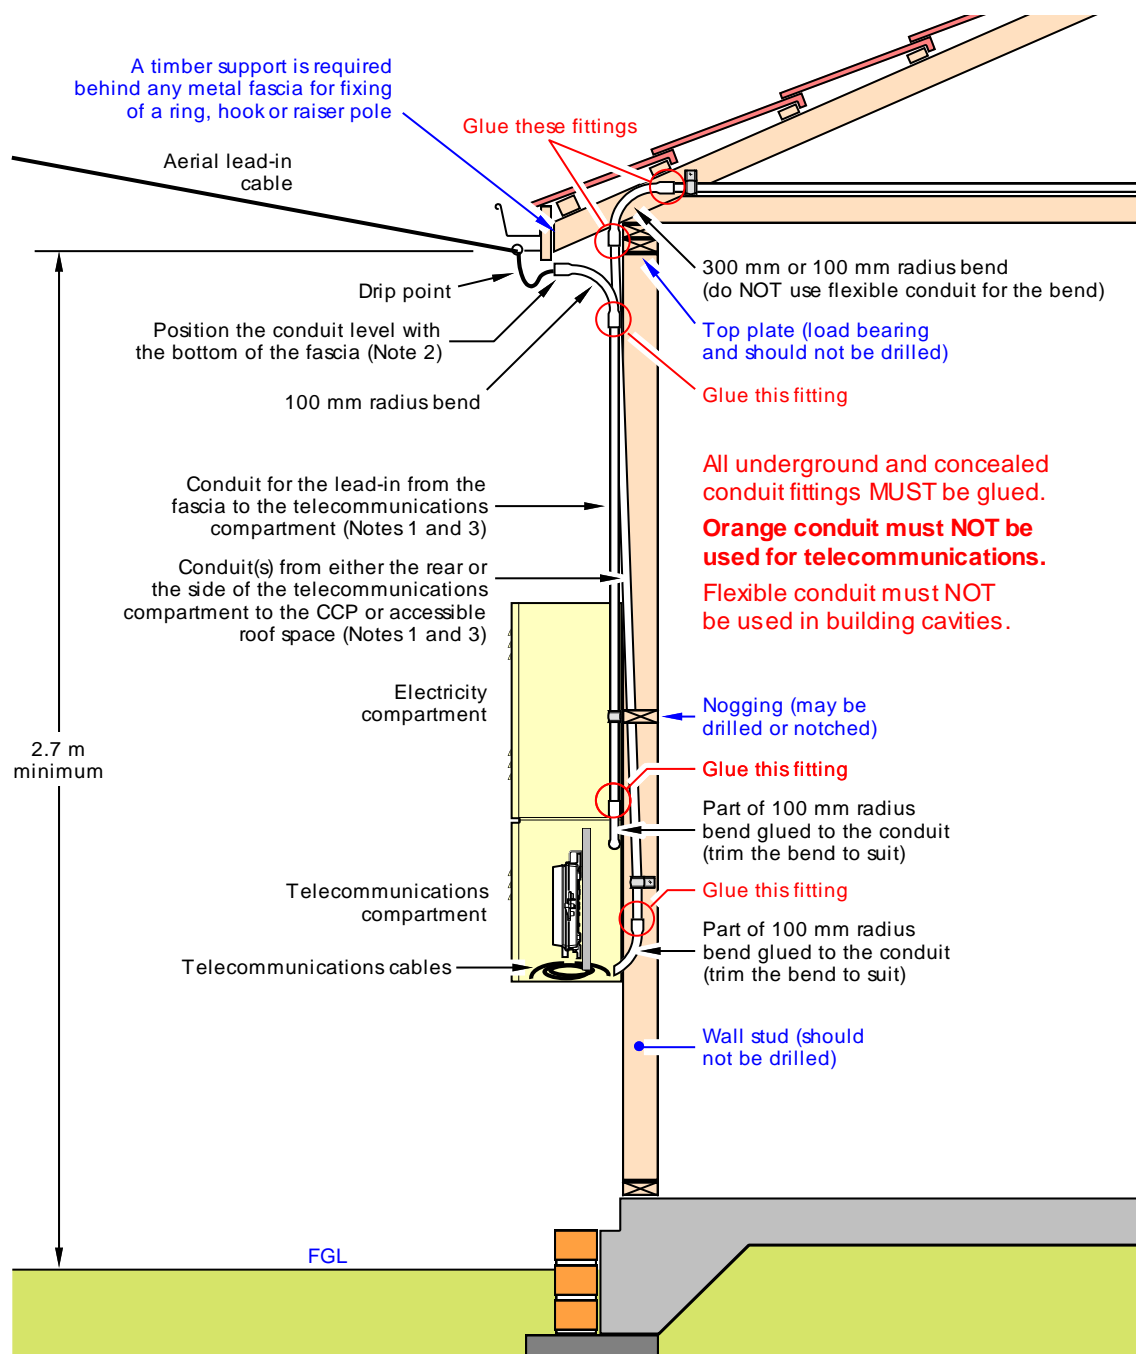 A timber support is required
behind any metal fascia for fixing
of a ring, hook or raiser pole
Glue these fittings
Aerial lead-in
cable
Drip point
300 mm or 100 mm radius bend
(do NOT use flexible conduit for the bend)
Position the conduit level with
the bottom of the fascia (Note 2)
Top plate (load bearing
and should not be drilled)
100 mm radius bend
Glue this fitting
Conduit for the lead-in from the
fascia to the telecommunications
compartment (Notes 1 and 3)
All underground and concealed
conduit fittings MUST be glued.
Orange conduit must NOT be
used for telecommunications.
Flexible conduit must NOT
be used in building cavities.
Conduit(s) from either the rear or
the side of the telecommunications
compartment to the CCP or accessible
roof space (Notes 1 and 3)
Electricity
compartment
Nogging (may be
drilled or notched)
2.7 m
minimum
Glue this fitting
Part of 100 mm radius
bend glued to the conduit
(trim the bend to suit)
Telecommunications
compartment
Glue this fitting
Part of 100 mm radius
bend glued to the conduit
(trim the bend to suit)
Telecommunications cables
Wall stud (should
not be drilled)
FGL